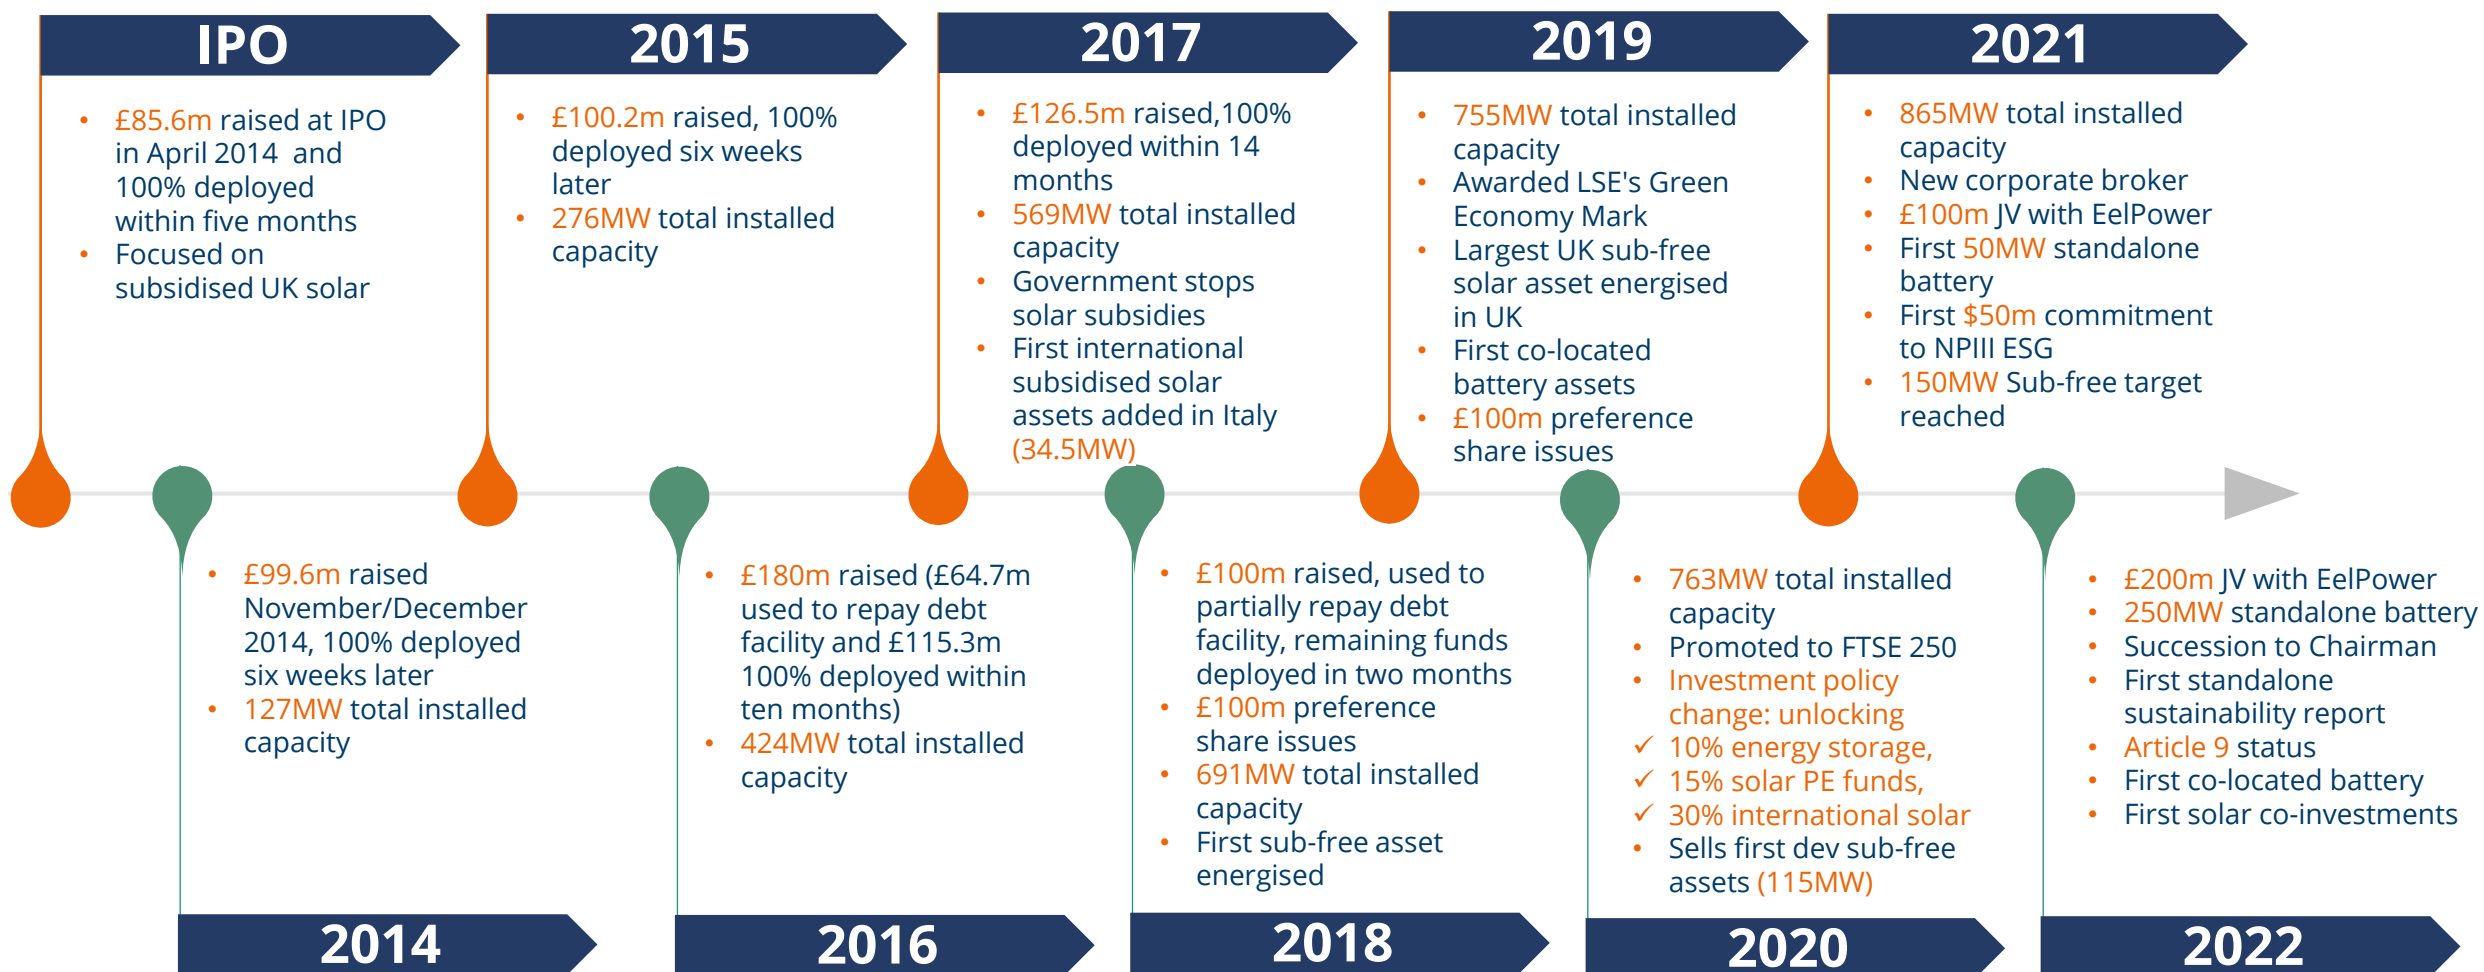 IPO
• £85.6m raised at IPO
in April 2014 and
100% deployed
within five months
• Focused on
subsidised UK solar
2015
• £100.2m raised, 100%
deployed six weeks
later
• 276MW total installed
capacity
2017
• £126.5m raised,100%
deployed within 14
months
• 569MW total installed
capacity
• Government stops
solar subsidies
• First international
subsidised solar
assets added in Italy
(34.5MW)
2019
• 755MW total installed
capacity
• Awarded LSE's Green
Economy Mark
• Largest UK sub-free
solar asset energised
in UK
• First co-located
battery assets
• £100m preference
share issues
2021
• 865MW total installed
capacity
• New corporate broker
• £100m JV with EelPower
• First 50MW standalone
battery
• First $50m commitment
to NPIII ESG
• 150MW Sub-free target
reached
• £99.6m raised
November/December
2014, 100% deployed
six weeks later
• 127MW total installed
capacity
2014
• £180m raised (£64.7m
used to repay debt
facility and £115.3m
100% deployed within
ten months)
• 424MW total installed
capacity
2016
• £100m raised, used to
partially repay debt
facility, remaining funds
deployed in two months
• £100m preference
share issues
• 691MW total installed
capacity
• First sub-free asset
energised
2018
• 763MW total installed
capacity
• Promoted to FTSE 250
• Investment policy
change: unlocking
✓ 10% energy storage,
✓ 15% solar PE funds,
✓ 30% international solar
• Sells first dev sub-free
assets (115MW)
2020
• £200m JV with EelPower
• 250MW standalone battery
• Succession to Chairman
• First standalone
sustainability report
• Article 9 status
• First co-located battery
• First solar co-investments
2022